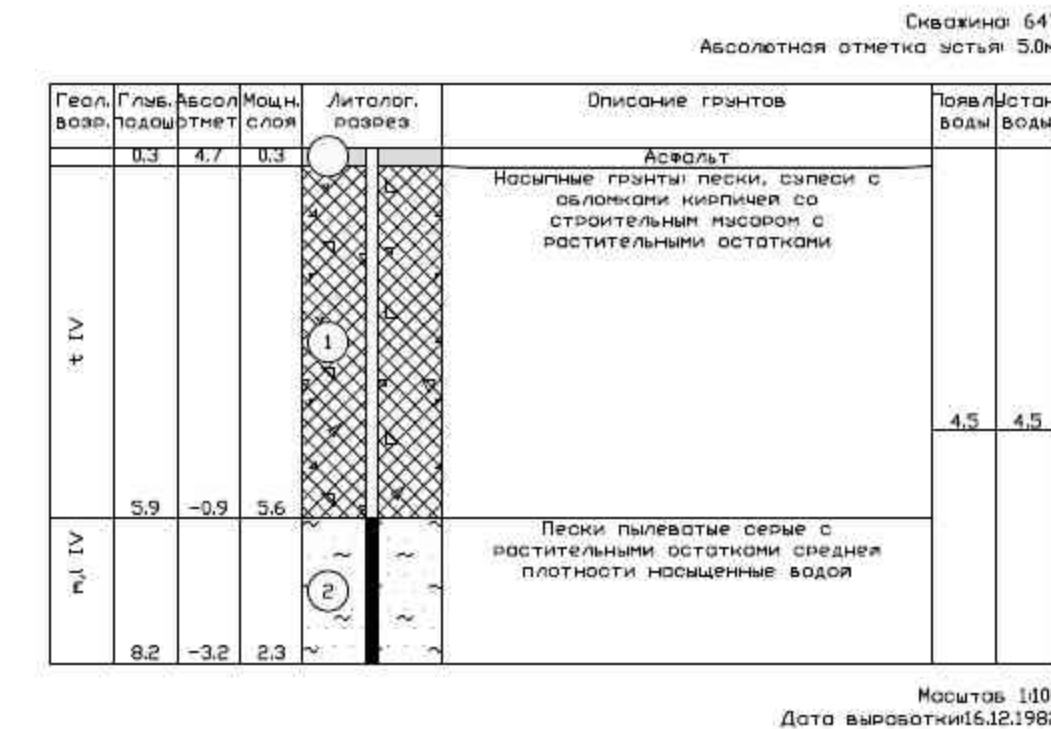 Скважина: 64
Абсолютная отметка устья: 5.0м
Геол. Глуб. Абсол Мощн. Литолог. Описание грунтов Появл Устан
возр. подош отмет слоя разрез воды воды
0.3 4.7 0.3 Асфальт
Насыпные грунты: пески, супеси с
обломками кирпичей со
строительным мусором с
растительными остатками
t IV
1
4.5 4.5
5.9 -0.9 5.6
Пески пылеватые серые с
растительными остатками средней
плотности насыщенные водой
m,l IV
2
8.2 -3.2 2.3
Масштаб 1:10
Дата выработки:16.12.1982